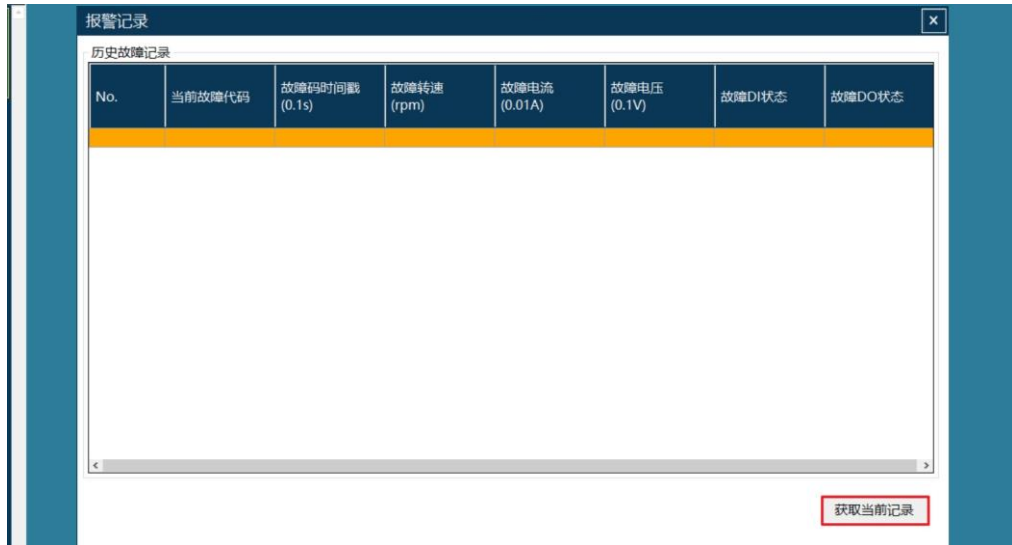 报警记录
历史故障记录
No.
当前故障代码
故障码时间戳
(0.1s)
故障转速
(rpm)
故障电流
(0.01A)
故障电压
(0.1V)
故障DI状态
故障DO状态
获取当前记录